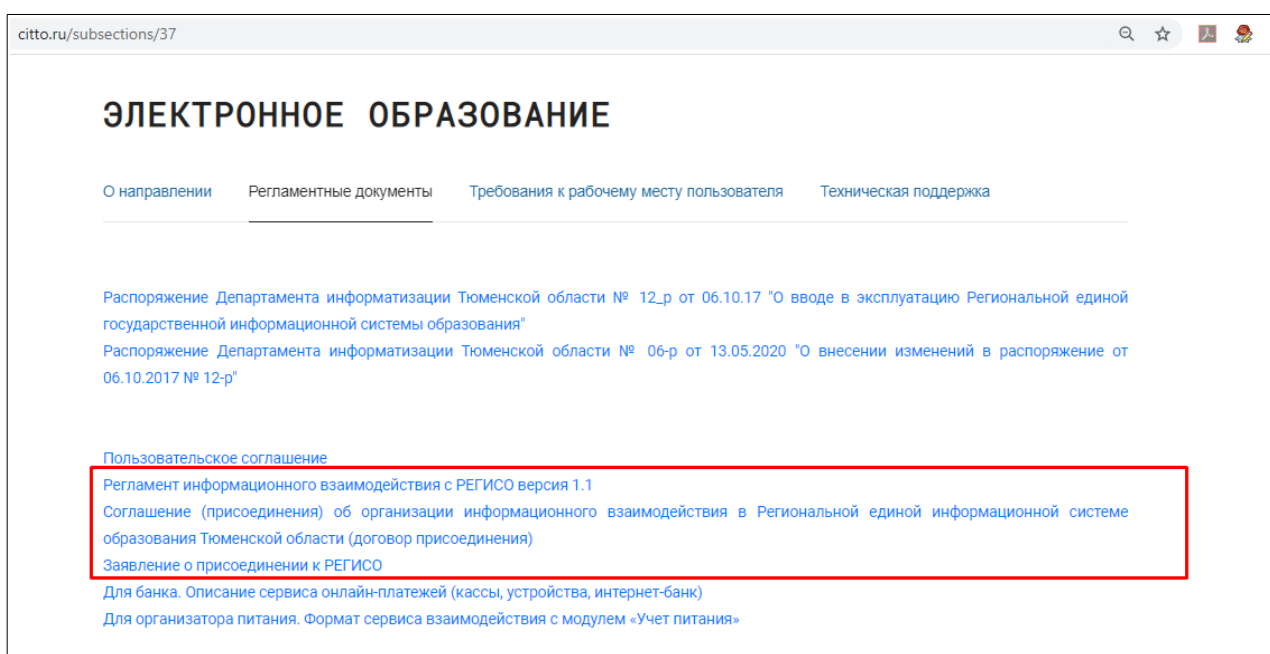 citto.ru/subsections/37
ЭЛЕКТРОННОЕ ОБРАЗОВАНИЕ
О направлении Регламентные документы Требования к рабочему месту пользователя Техническая поддержка
Распоряжение Департамента информатизации Тюменской области № 12_р от 06.10.17 "О вводе в эксплуатацию Региональной единой
государственной информационной системы образования"
Распоряжение Департамента информатизации Тюменской области № 06-р от 13.05.2020 "О внесении изменений в распоряжение от
06.10.2017 № 12-р"
Пользовательское соглашение
Регламент информационного взаимодействия с РЕГИСО версия 1.1
Соглашение (присоединения) об организации информационного взаимодействия в Региональной единой информационной системе
образования Тюменской области (договор присоединения)
Заявление о присоединении к РЕГИСО
Для банка. Описание сервиса онлайн-платежей (кассы, устройства, интернет-банк)
Для организатора питания. Формат сервиса взаимодействия с модулем «Учет питания»